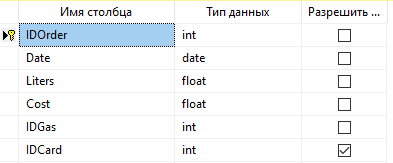 Имя столбца Тип данных Разрешить ...
IDOrder int
Date date
Liters float
Cost float
IDGas int
IDCard int